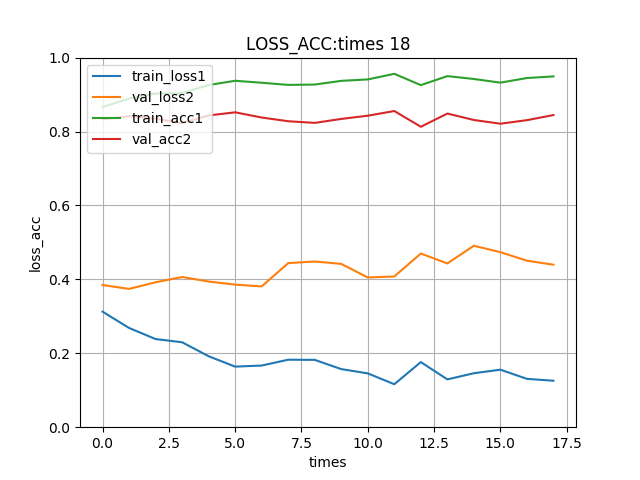 LOSS_ACC:times 18
train_loss1
val_loss2
train_acc1
val_acc2
1.0
0.8
0.6
0.4
0.2
0.0
loss_acc
0.0 2.5 5.0 7.5 10.0 12.5 15.0 17.5
times